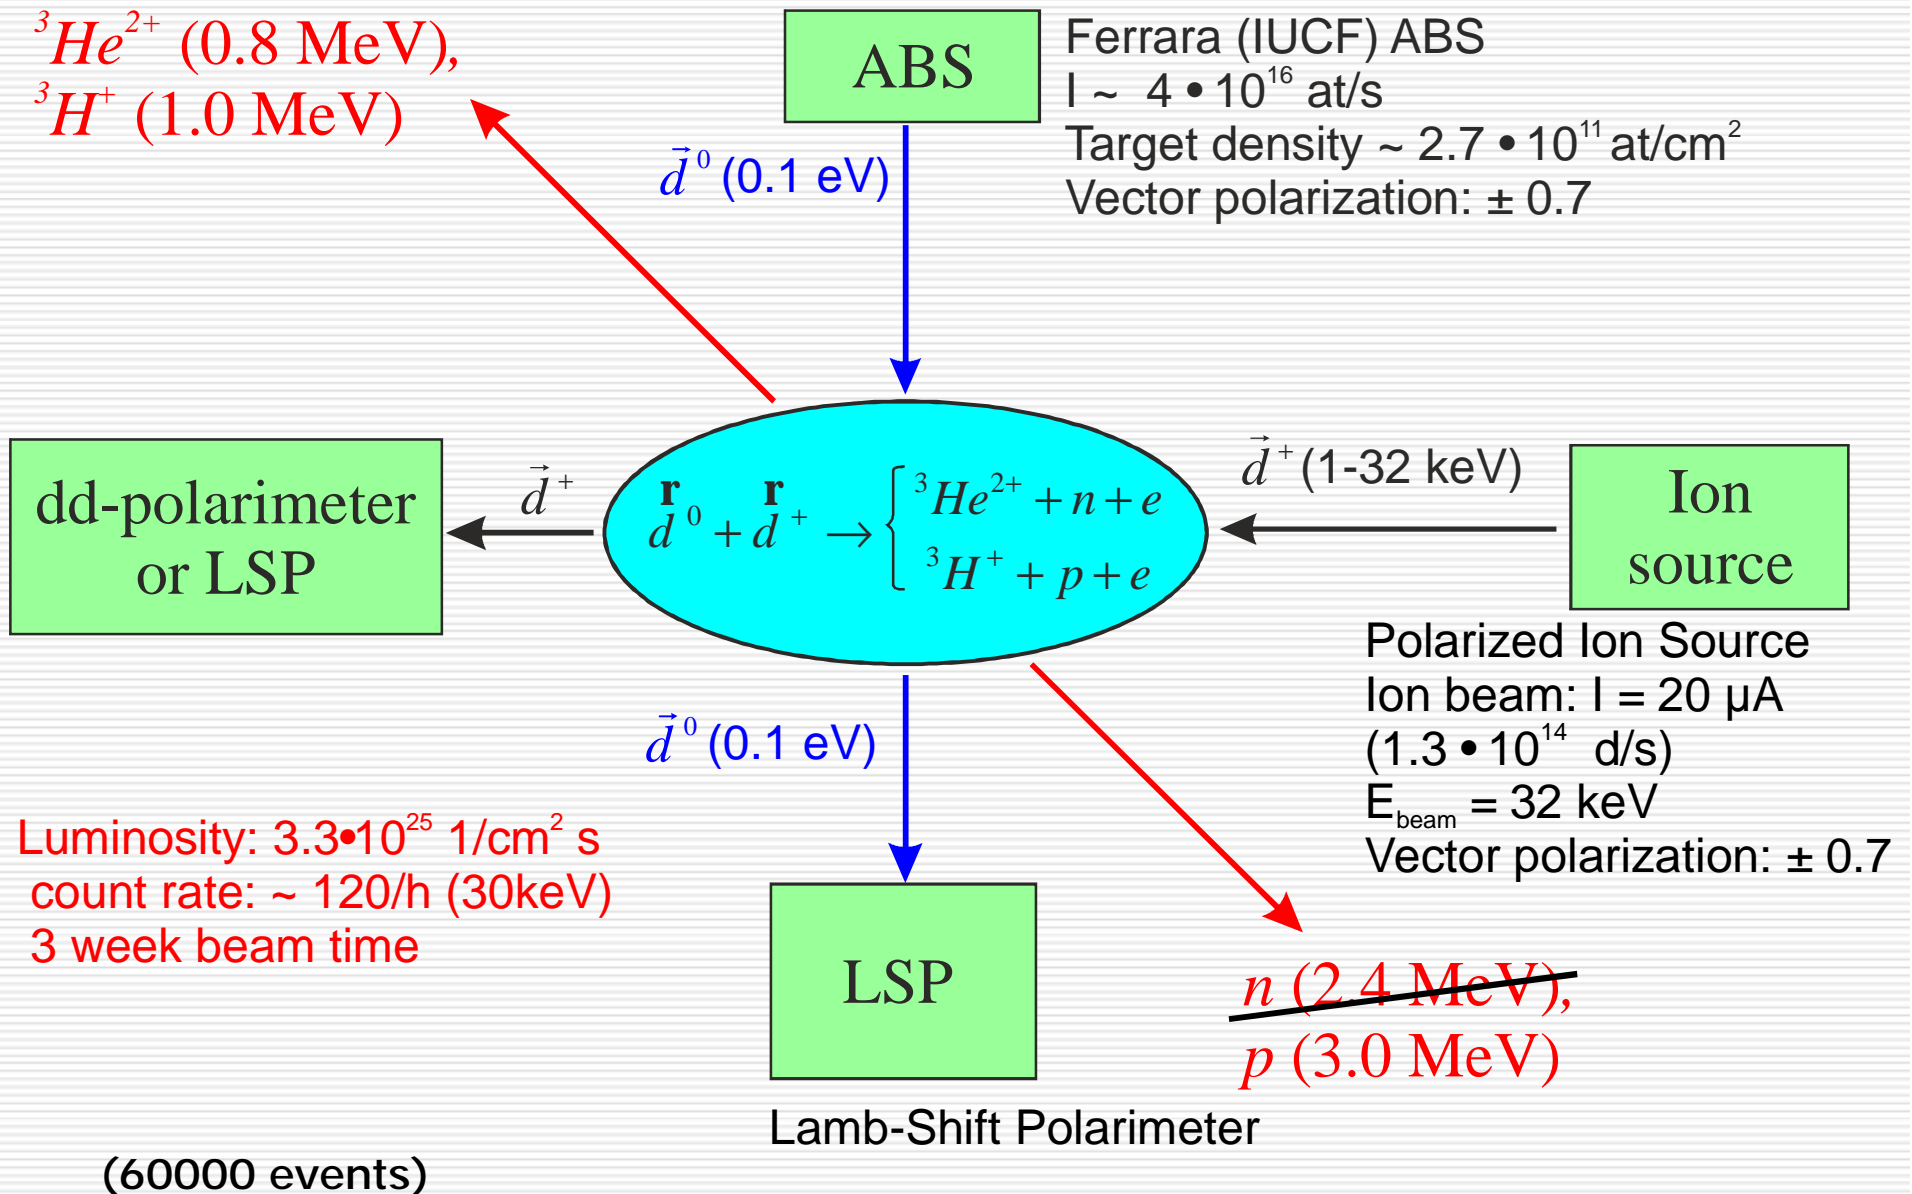 ³He²⁺ (0.8 MeV),
³H⁺ (1.0 MeV)
ABS
Ferrara (IUCF) ABS
I ~ 4 • 10¹⁶ at/s
Target density ~ 2.7 • 10¹¹ at/cm²
Vector polarization: ± 0.7
d⃗⁰ (0.1 eV)
dd-polarimeter
or LSP
d⃗⁺
r r
d⁰ + d⁺ → { ³He²⁺ + n + e
³H⁺ + p + e
d⃗⁺ (1-32 keV)
Ion
source
Polarized Ion Source
Ion beam: I = 20 µA
(1.3 • 10¹⁴ d/s)
E_beam = 32 keV
Vector polarization: ± 0.7
d⃗⁰ (0.1 eV)
Luminosity: 3.3•10²⁵ 1/cm² s
count rate: ~ 120/h (30keV)
3 week beam time
LSP
n (2.4 MeV),
p (3.0 MeV)
Lamb-Shift Polarimeter
(60000 events)